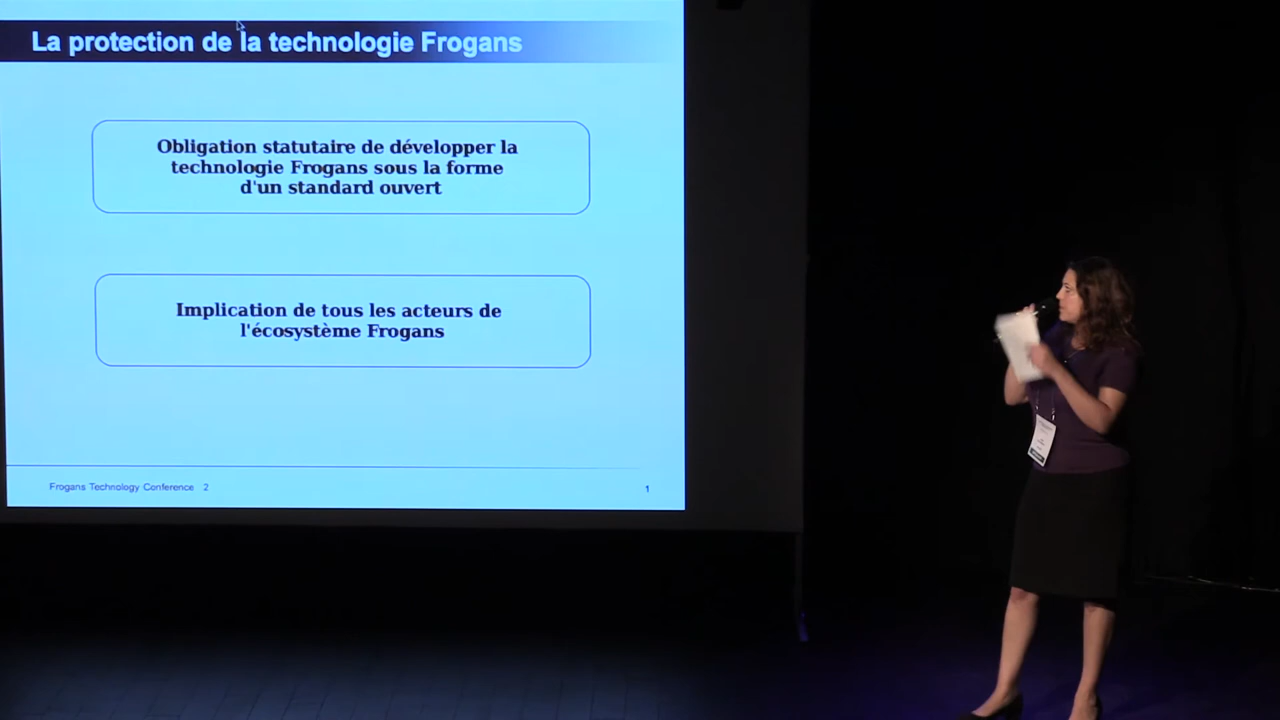 La protection de la technologie Frogans
Obligation statutaire de développer la
technologie Frogans sous la forme
d'un standard ouvert
Implication de tous les acteurs de
l'écosystème Frogans
Frogans Technology Conference 2
1